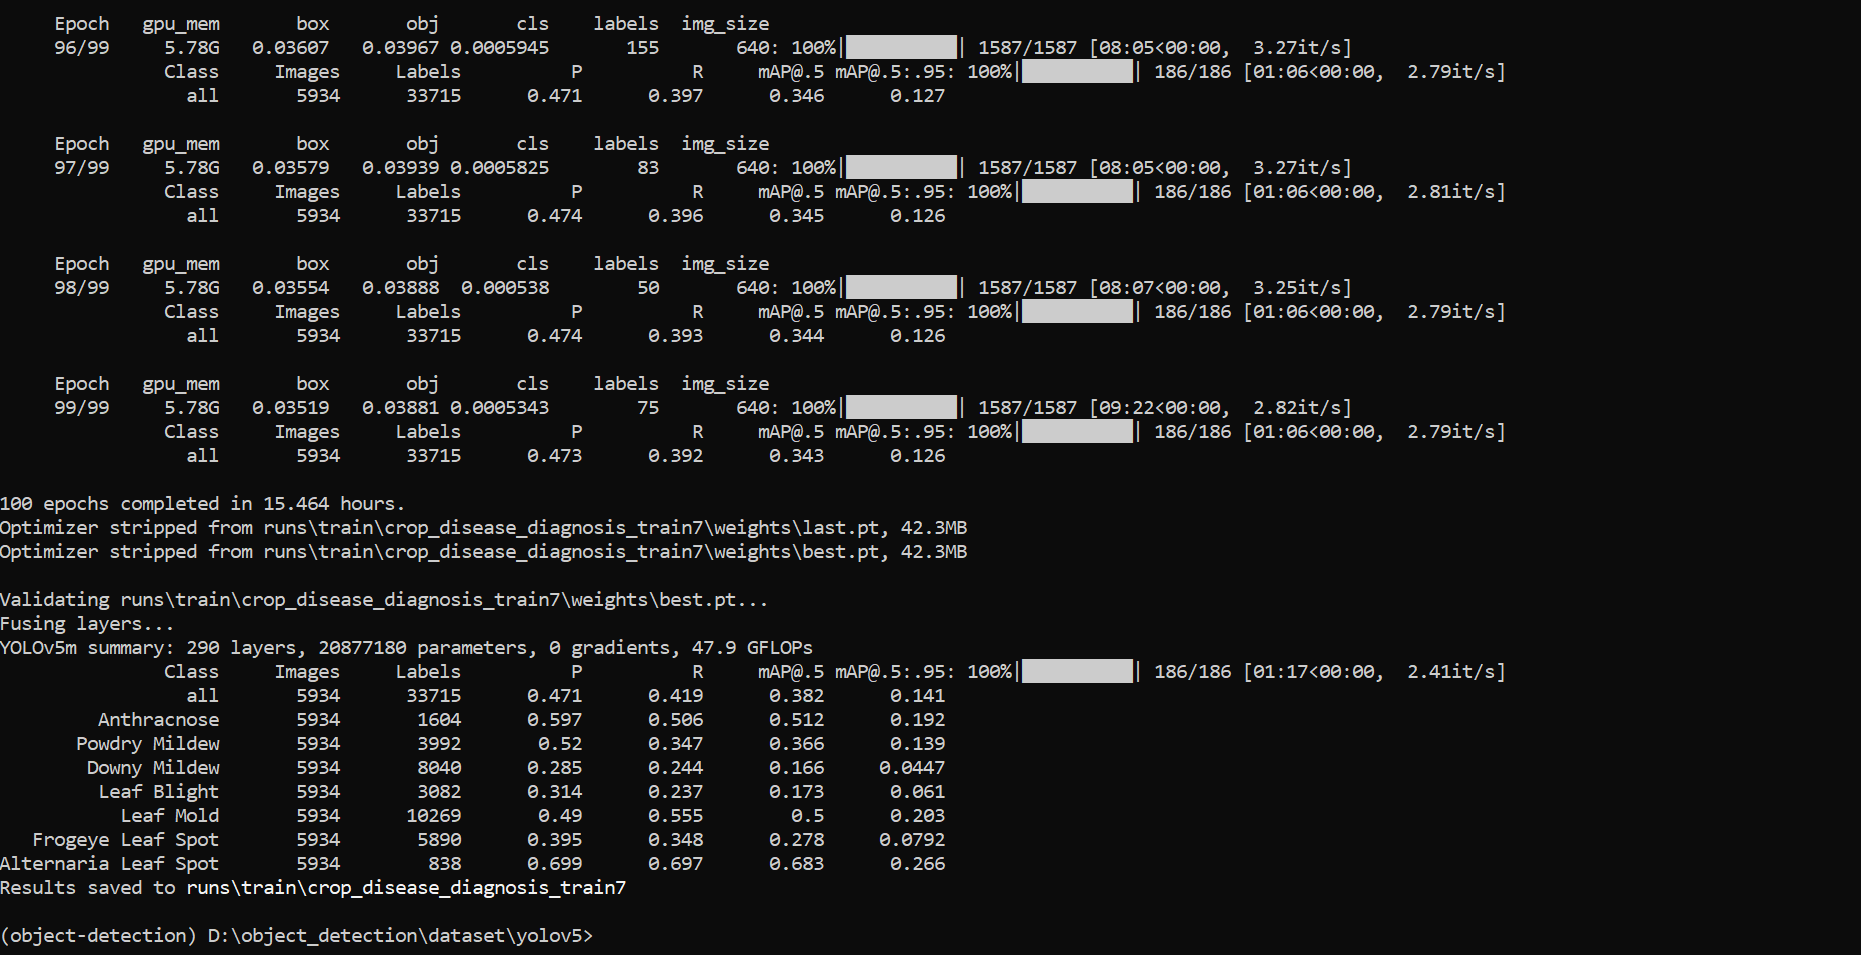 Epoch gpu_mem box obj cls labels img_size
96/99 5.78G 0.03607 0.03967 0.0005945 155 640: 100%|██████████| 1587/1587 [08:05<00:00, 3.27it/s]
Class Images Labels P R mAP@.5 mAP@.5:.95: 100%|██████████| 186/186 [01:06<00:00, 2.79it/s]
all 5934 33715 0.471 0.397 0.346 0.127
Epoch gpu_mem box obj cls labels img_size
97/99 5.78G 0.03579 0.03939 0.0005825 83 640: 100%|██████████| 1587/1587 [08:05<00:00, 3.27it/s]
Class Images Labels P R mAP@.5 mAP@.5:.95: 100%|██████████| 186/186 [01:06<00:00, 2.81it/s]
all 5934 33715 0.474 0.396 0.345 0.126
Epoch gpu_mem box obj cls labels img_size
98/99 5.78G 0.03554 0.03888 0.000538 50 640: 100%|██████████| 1587/1587 [08:07<00:00, 3.25it/s]
Class Images Labels P R mAP@.5 mAP@.5:.95: 100%|██████████| 186/186 [01:06<00:00, 2.79it/s]
all 5934 33715 0.474 0.393 0.344 0.126
Epoch gpu_mem box obj cls labels img_size
99/99 5.78G 0.03519 0.03881 0.0005343 75 640: 100%|██████████| 1587/1587 [09:22<00:00, 2.82it/s]
Class Images Labels P R mAP@.5 mAP@.5:.95: 100%|██████████| 186/186 [01:06<00:00, 2.79it/s]
all 5934 33715 0.473 0.392 0.343 0.126
100 epochs completed in 15.464 hours.
Optimizer stripped from runs\train\crop_disease_diagnosis_train7\weights\last.pt, 42.3MB
Optimizer stripped from runs\train\crop_disease_diagnosis_train7\weights\best.pt, 42.3MB
Validating runs\train\crop_disease_diagnosis_train7\weights\best.pt...
Fusing layers...
YOLOv5m summary: 290 layers, 20877180 parameters, 0 gradients, 47.9 GFLOPs
Class Images Labels P R mAP@.5 mAP@.5:.95: 100%|██████████| 186/186 [01:17<00:00, 2.41it/s]
all 5934 33715 0.471 0.419 0.382 0.141
Anthracnose 5934 1604 0.597 0.506 0.512 0.192
Powdry Mildew 5934 3992 0.52 0.347 0.366 0.139
Downy Mildew 5934 8040 0.285 0.244 0.166 0.0447
Leaf Blight 5934 3082 0.314 0.237 0.173 0.061
Leaf Mold 5934 10269 0.49 0.555 0.5 0.203
Frogeye Leaf Spot 5934 5890 0.395 0.348 0.278 0.0792
Alternaria Leaf Spot 5934 838 0.699 0.697 0.683 0.266
Results saved to runs\train\crop_disease_diagnosis_train7
(object-detection) D:\object_detection\dataset\yolov5>